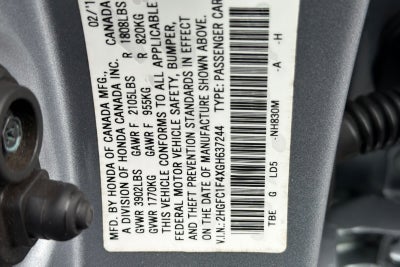 MFD. BY HONDA OF CANADA MFG., 02/1
A DIVISION OF HONDA CANADA INC. CANADA
GVWR 3902LBS GAWR F 2105LBS R 1808LBS
GVWR 1770KG GAWR F 955KG R 820KG
THIS VEHICLE CONFORMS TO ALL APPLICABLE
FEDERAL MOTOR VEHICLE SAFETY, BUMPER,
AND THEFT PREVENTION STANDARDS IN EFFECT
ON THE DATE OF MANUFACTURE SHOWN ABOVE.
V.I.N.: 2HGFC1F4XGH637244 TYPE: PASSENGER CAR
TBE G LD5 -NH830M -A -H